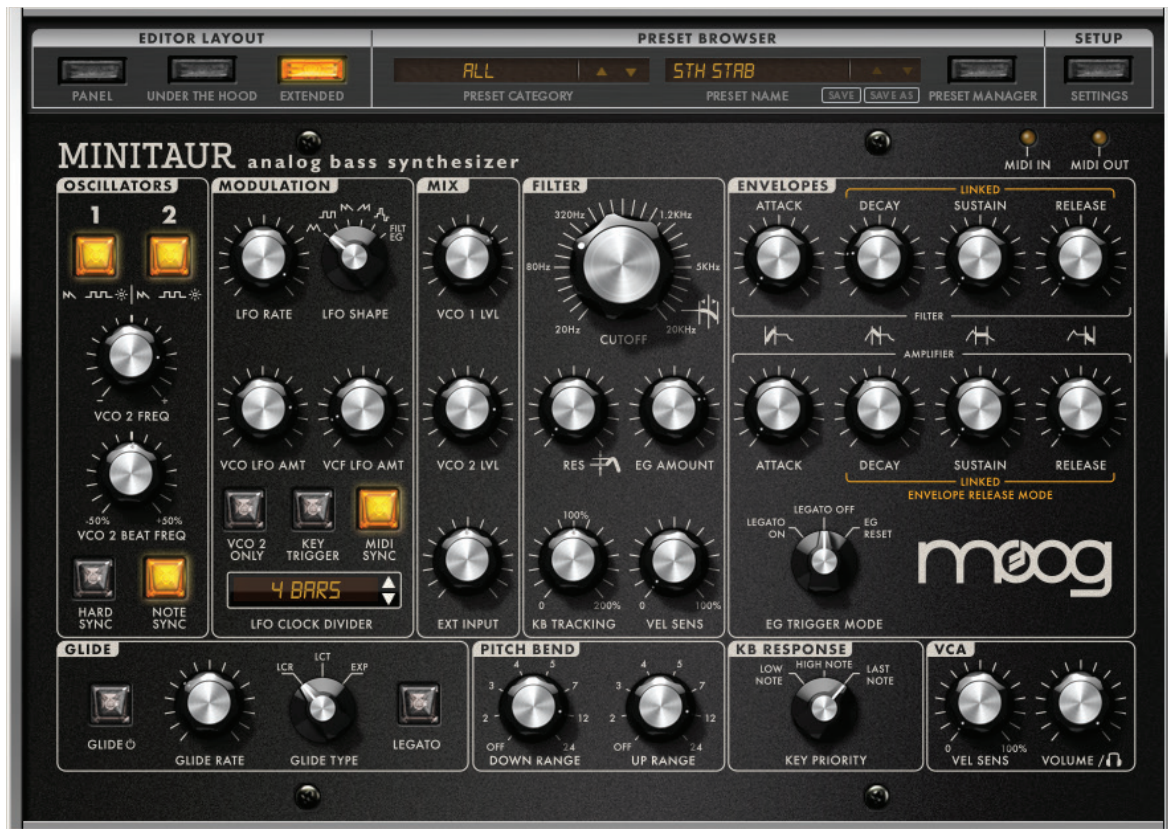 EDITOR LAYOUT
PRESET BROWSER
SETUP
ALL
5TH STAB
PANEL
UNDER THE HOOD
EXTENDED
PRESET CATEGORY
PRESET NAME
SAVE
SAVE AS
PRESET MANAGER
SETTINGS
MINITAUR analog bass synthesizer
MIDI IN
MIDI OUT
OSCILLATORS
1
2
VCO 2 FREQ
- +
-50% +50%
VCO 2 BEAT FREQ
HARD
SYNC
NOTE
SYNC
MODULATION
FILT
EG
LFO RATE
LFO SHAPE
VCO LFO AMT
VCF LFO AMT
VCO 2
ONLY
KEY
TRIGGER
MIDI
SYNC
4 BARS
LFO CLOCK DIVIDER
MIX
VCO 1 LVL
VCO 2 LVL
EXT INPUT
FILTER
320Hz
1.2KHz
80Hz
5KHz
20Hz
20KHz
CUTOFF
RES
EG AMOUNT
100%
0 200%
KB TRACKING
0 100%
VEL SENS
ENVELOPES
LINKED
ATTACK
DECAY
SUSTAIN
RELEASE
FILTER
AMPLIFIER
ATTACK
DECAY
SUSTAIN
RELEASE
LINKED
ENVELOPE RELEASE MODE
LEGATO
ON
LEGATO OFF
EG
RESET
EG TRIGGER MODE
moog
GLIDE
GLIDE
GLIDE RATE
LCR
LCT
EXP
GLIDE TYPE
LEGATO
PITCH BEND
4 5
3 7
2 12
OFF 24
DOWN RANGE
4 5
3 7
2 12
OFF 24
UP RANGE
KB RESPONSE
LOW
NOTE
HIGH NOTE
LAST
NOTE
KEY PRIORITY
VCA
0 100%
VEL SENS
VOLUME /